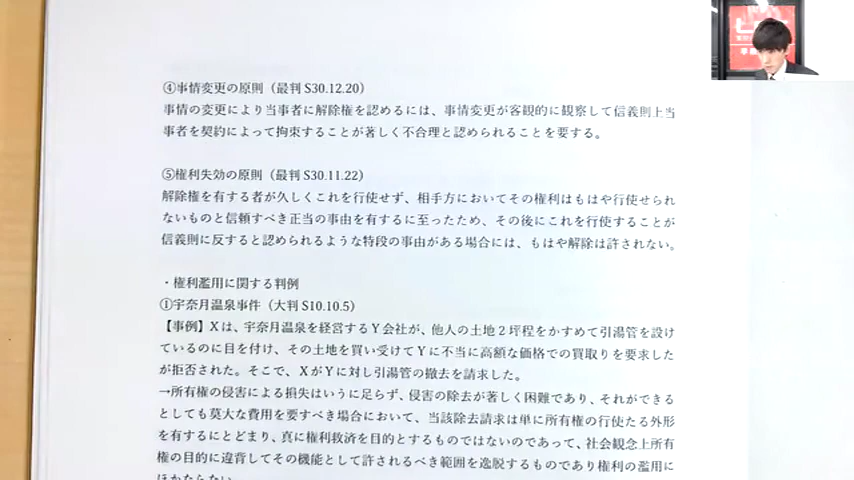 ④事情変更の原則（最判 S30.12.20）
事情の変更により当事者に解除権を認めるには、事情変更が客観的に観察して信義則上当
事者を契約によって拘束することが著しく不合理と認められることを要する。
⑤権利失効の原則（最判 S30.11.22）
解除権を有する者が久しくこれを行使せず、相手方においてその権利はもはや行使せられ
ないものと信頼すべき正当の事由を有するに至ったため、その後にこれを行使することが
信義則に反すると認められるような特段の事由がある場合には、もはや解除は許されない。
・権利濫用に関する判例
①宇奈月温泉事件（大判 S10.10.5）
【事例】Ｘは、宇奈月温泉を経営するＹ会社が、他人の土地２坪程をかすめて引湯管を設け
ているのに目を付け、その土地を買い受けてＹに不当に高額な価格での買取りを要求した
が拒否された。そこで、ＸがＹに対し引湯管の撤去を請求した。
→所有権の侵害による損失はいうに足らず、侵害の除去が著しく困難であり、それができる
としても莫大な費用を要すべき場合において、当該除去請求は単に所有権の行使たる外形
を有するにとどまり、真に権利救済を目的とするものではないのであって、社会観念上所有
権の目的に違背してその機能として許されるべき範囲を逸脱するものであり権利の濫用に
ほかならない